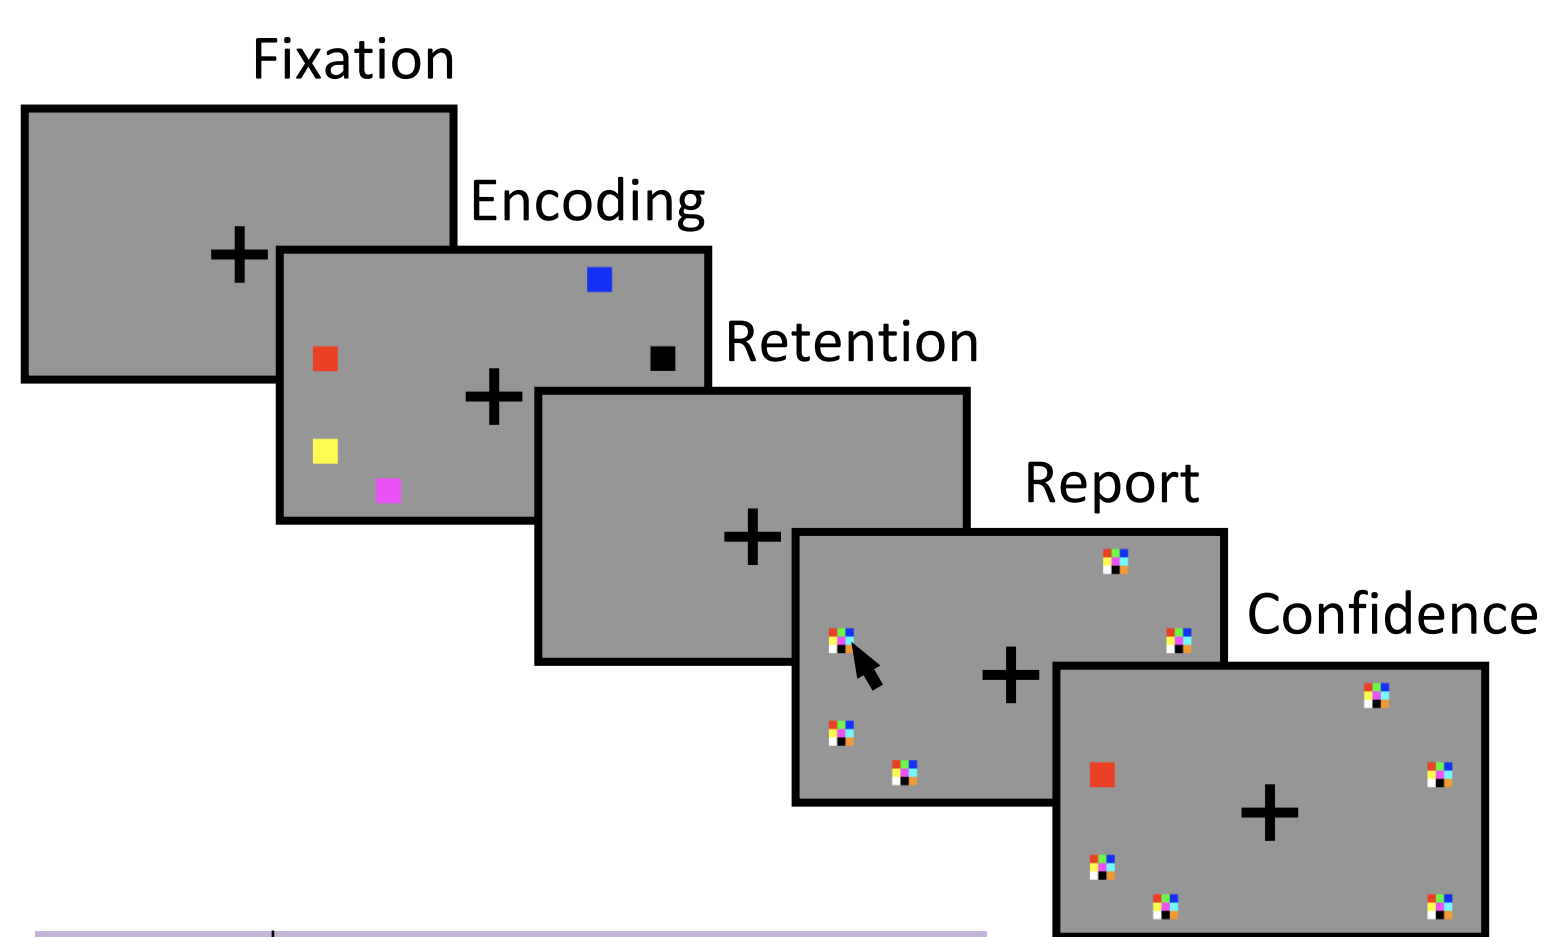 Fixation
Encoding
Retention
Report
Confidence